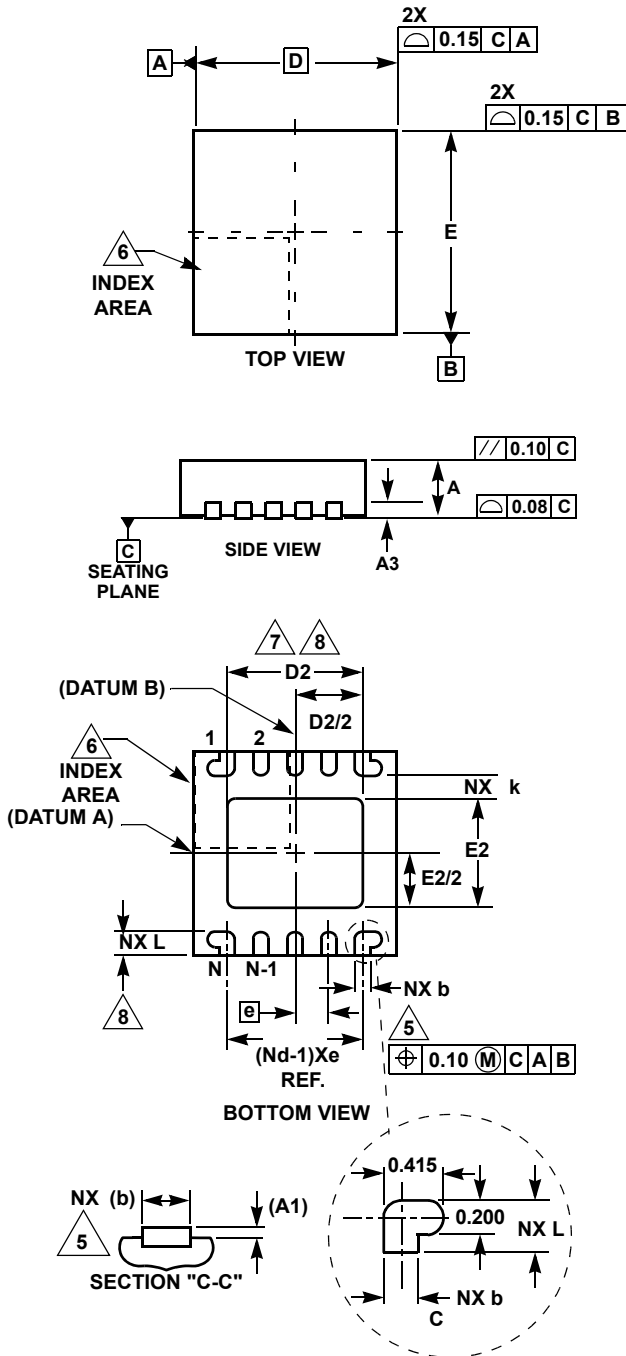 2X
⌓ 0.15 C A
A
D
2X
⌓ 0.15 C B
6
INDEX
AREA
E
TOP VIEW
B
// 0.10 C
A
⌓ 0.08 C
C
SEATING
PLANE
SIDE VIEW
A3
7 8
D2
(DATUM B)
D2/2
6
INDEX
AREA
(DATUM A)
1 2
NX k
E2
E2/2
NX L
8
N N-1
NX b
e
5
(Nd-1)Xe
REF.
⌖ 0.10 Ⓜ C A B
BOTTOM VIEW
0.415
NX (b)
(A1)
0.200
NX L
5
SECTION "C-C"
NX b
C